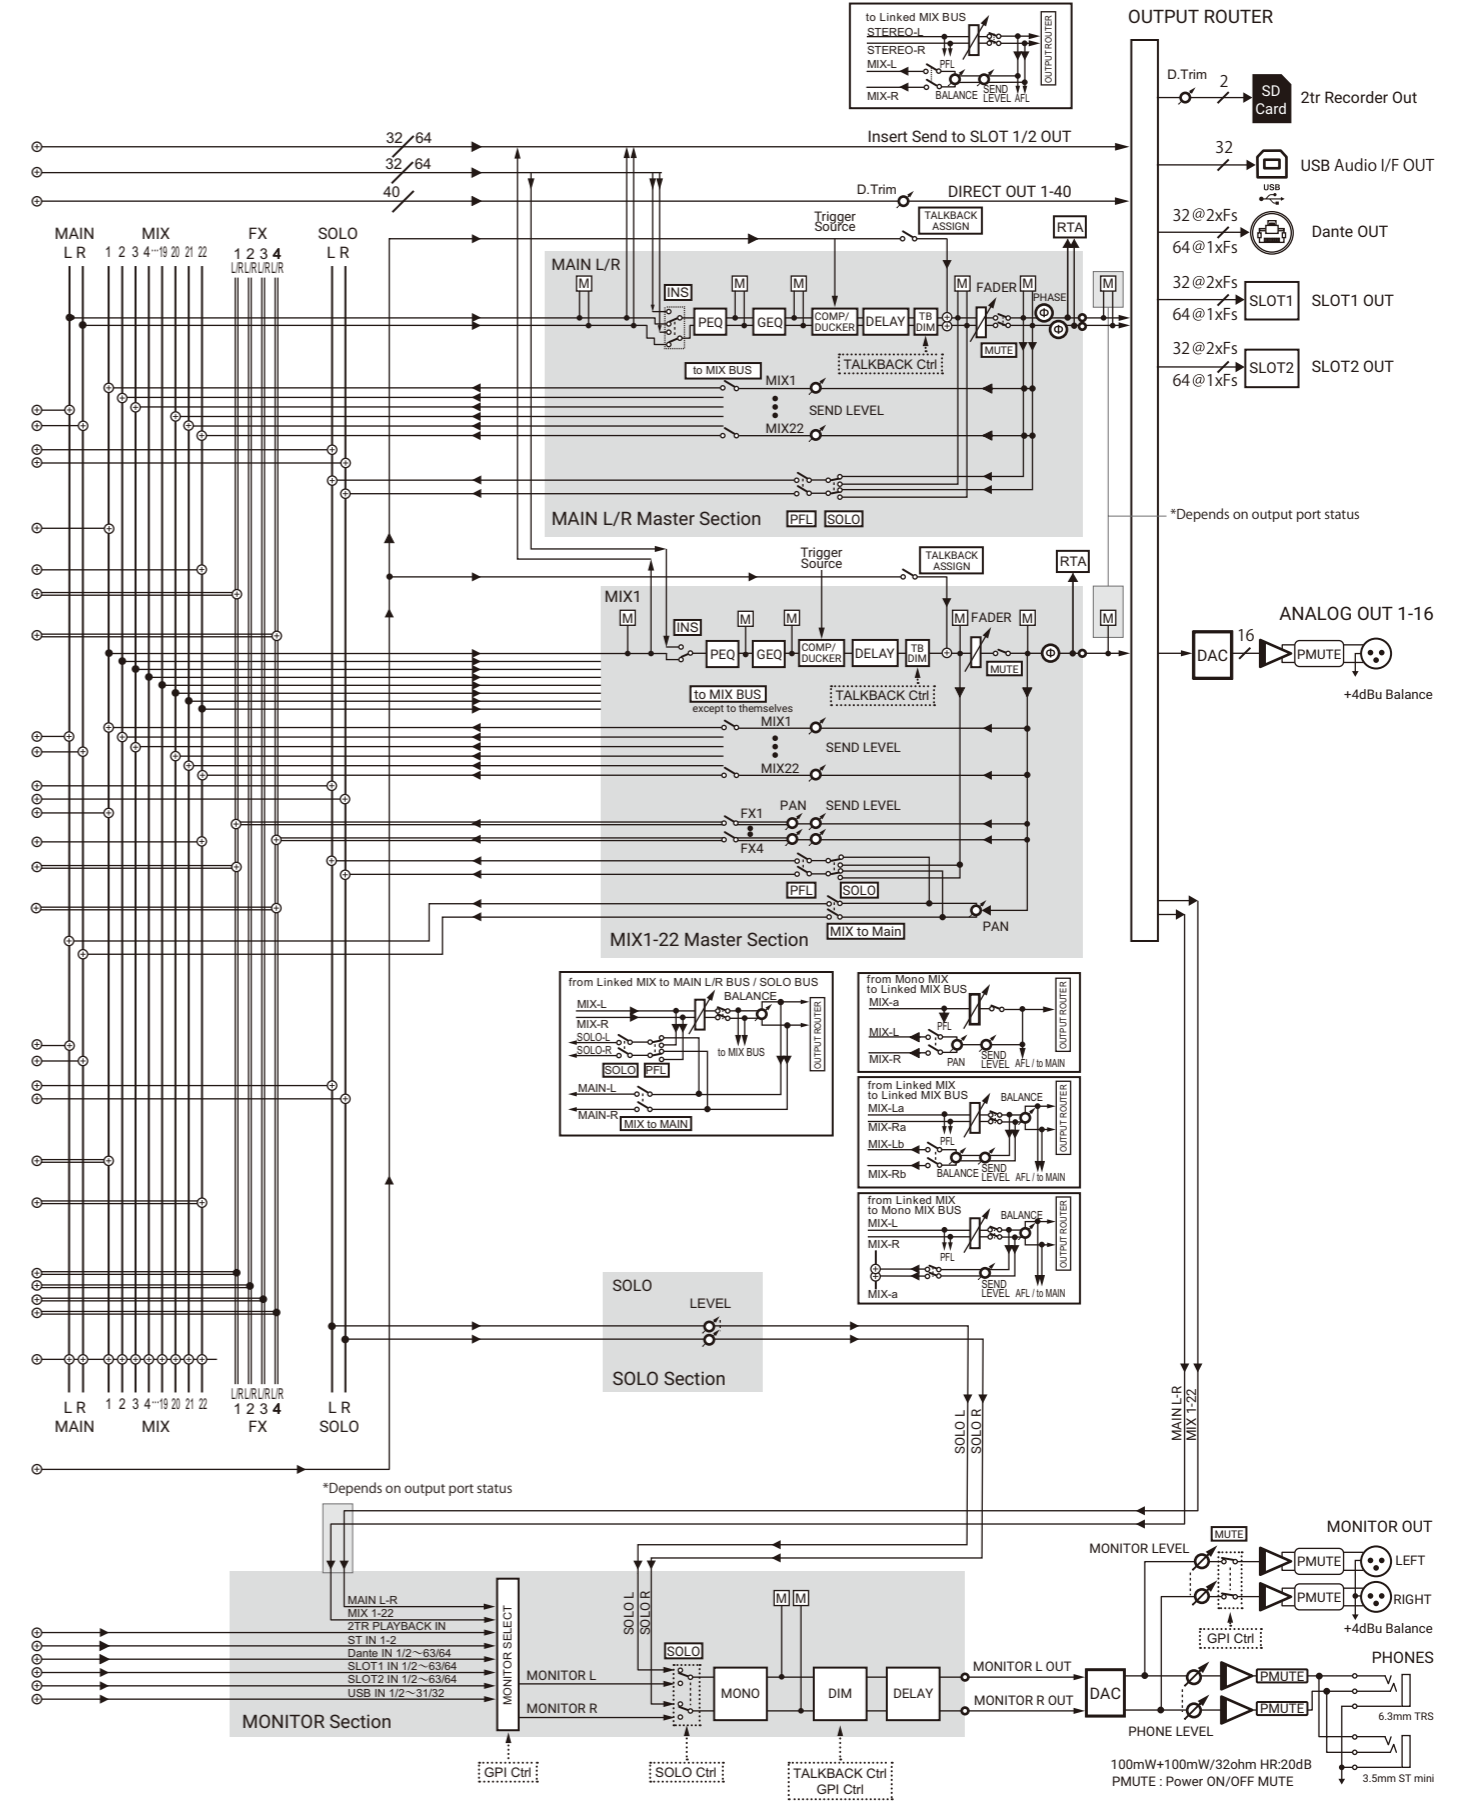 to Linked MIX BUS
STEREO-L
STEREO-R
MIX-L
PFL
MIX-R
BALANCE
SEND
LEVEL
AFL
OUTPUT ROUTER
OUTPUT ROUTER
D.Trim
2
SD
Card
2tr Recorder Out
32/64
Insert Send to SLOT 1/2 OUT
32/64
32
USB Audio I/F OUT
USB
40
D.Trim
DIRECT OUT 1-40
32@2xFs
64@1xFs
Dante OUT
32@2xFs
64@1xFs
SLOT1
SLOT1 OUT
32@2xFs
64@1xFs
SLOT2
SLOT2 OUT
MAIN
L R
MIX
1 2 3 4···19 20 21 22
FX
1 2 3 4
L/R L/R L/R L/R
SOLO
L R
Trigger
Source
TALKBACK
ASSIGN
RTA
MAIN L/R
M
INS
M
M
M
FADER
M
PHASE
M
PEQ
GEQ
COMP/
DUCKER
DELAY
TB
DIM
Φ
Φ
MUTE
TALKBACK Ctrl
to MIX BUS
MIX1
SEND LEVEL
MIX22
MAIN L/R Master Section
PFL
SOLO
*Depends on output port status
Trigger
Source
TALKBACK
ASSIGN
RTA
MIX1
M
INS
M
M
M
FADER
M
M
PEQ
GEQ
COMP/
DUCKER
DELAY
TB
DIM
Φ
MUTE
TALKBACK Ctrl
ANALOG OUT 1-16
DAC
16
PMUTE
+4dBu Balance
to MIX BUS
except to themselves
MIX1
SEND LEVEL
MIX22
PAN
SEND LEVEL
FX1
FX4
PFL
SOLO
MIX to Main
PAN
MIX1-22 Master Section
from Linked MIX to MAIN L/R BUS / SOLO BUS
BALANCE
MIX-L
MIX-R
SOLO-L
SOLO-R
to MIX BUS
SOLO
PFL
MAIN-L
MAIN-R
MIX to MAIN
OUTPUT ROUTER
from Mono MIX
to Linked MIX BUS
MIX-a
PFL
MIX-L
MIX-R
PAN
SEND
LEVEL
AFL / to MAIN
OUTPUT ROUTER
from Linked MIX
to Linked MIX BUS
BALANCE
MIX-La
MIX-Ra
PFL
MIX-Lb
MIX-Rb
BALANCE
SEND
LEVEL
AFL / to MAIN
OUTPUT ROUTER
from Linked MIX
to Mono MIX BUS
BALANCE
MIX-L
MIX-R
PFL
MIX-a
SEND
LEVEL
AFL / to MAIN
OUTPUT ROUTER
SOLO
LEVEL
SOLO Section
L R
MAIN
1 2 3 4···19 20 21 22
MIX
L/R L/R L/R L/R
1 2 3 4
FX
L R
SOLO
SOLO L
SOLO R
MAIN L-R
MIX 1-22
*Depends on output port status
MAIN L-R
MIX 1-22
2TR PLAYBACK IN
ST IN 1-2
Dante IN 1/2~63/64
SLOT1 IN 1/2~63/64
SLOT2 IN 1/2~63/64
USB IN 1/2~31/32
MONITOR Section
MONITOR SELECT
GPI Ctrl
MONITOR L
MONITOR R
SOLO L
SOLO R
SOLO
SOLO Ctrl
M
M
MONO
DIM
DELAY
TALKBACK Ctrl
GPI Ctrl
MONITOR L OUT
MONITOR R OUT
DAC
MONITOR LEVEL
MUTE
MONITOR OUT
PMUTE
LEFT
PMUTE
RIGHT
GPI Ctrl
+4dBu Balance
PHONES
PMUTE
PMUTE
PHONE LEVEL
6.3mm TRS
100mW+100mW/32ohm HR:20dB
PMUTE : Power ON/OFF MUTE
3.5mm ST mini